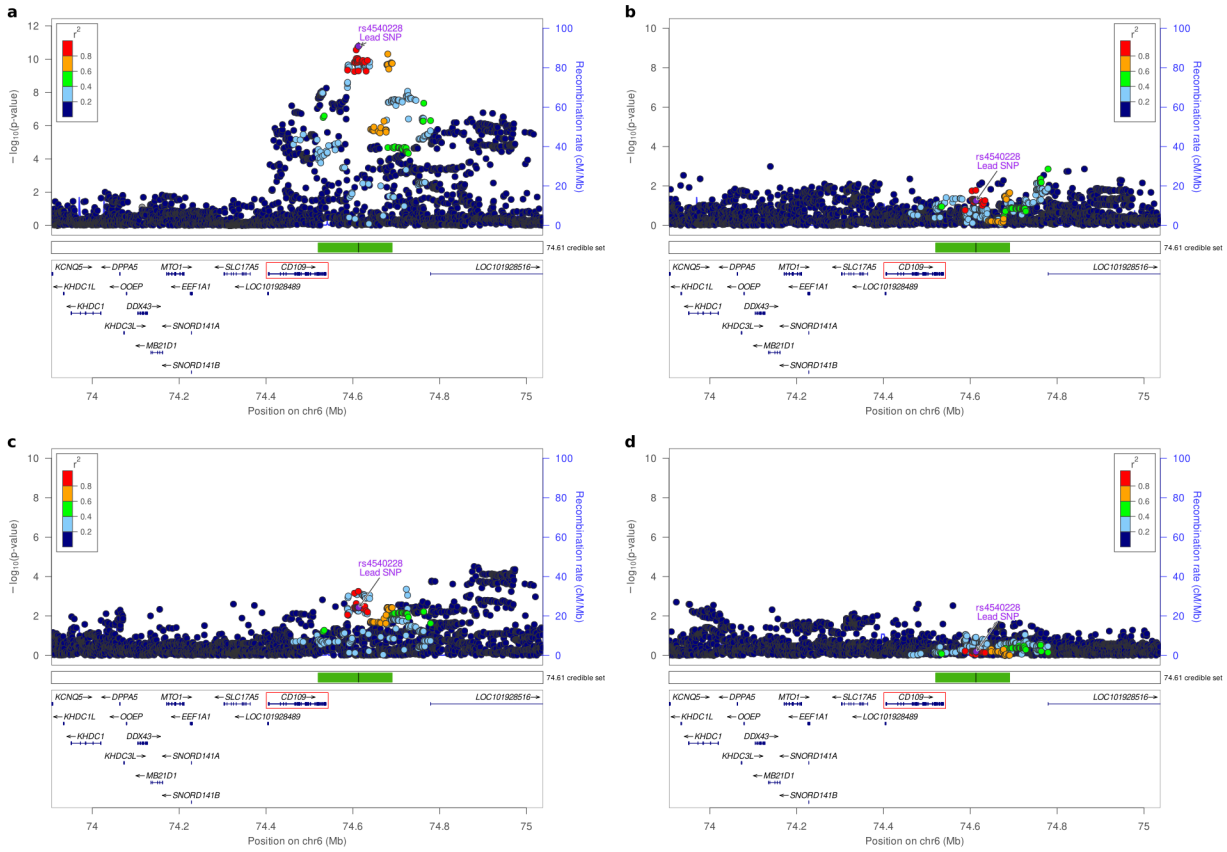 a
rs4540228
Lead SNP
r2
0.8
0.6
0.4
0.2
− log10(p-value)
0
2
4
6
8
10
12
Recombination rate (cM/Mb)
0
20
40
60
80
100
74.61 credible set
KCNQ5→
←DPPA5
MTO1→
←SLC17A5
CD109→
LOC101928516→
←KHDC1L
←OOEP
←EEF1A1
←LOC101928489
←KHDC1
DDX43→
KHDC3L→
←SNORD141A
←MB21D1
←SNORD141B
74
74.2
74.4
74.6
74.8
75
Position on chr6 (Mb)
b
rs4540228
Lead SNP
r2
0.8
0.6
0.4
0.2
− log10(p-value)
0
2
4
6
8
10
Recombination rate (cM/Mb)
0
20
40
60
80
100
74.61 credible set
KCNQ5→
←DPPA5
MTO1→
←SLC17A5
CD109→
LOC101928516→
←KHDC1L
←OOEP
←EEF1A1
←LOC101928489
←KHDC1
DDX43→
KHDC3L→
←SNORD141A
←MB21D1
←SNORD141B
74
74.2
74.4
74.6
74.8
75
Position on chr6 (Mb)
c
rs4540228
Lead SNP
r2
0.8
0.6
0.4
0.2
− log10(p-value)
0
2
4
6
8
10
Recombination rate (cM/Mb)
0
20
40
60
80
100
74.61 credible set
KCNQ5→
←DPPA5
MTO1→
←SLC17A5
CD109→
LOC101928516→
←KHDC1L
←OOEP
←EEF1A1
←LOC101928489
←KHDC1
DDX43→
KHDC3L→
←SNORD141A
←MB21D1
←SNORD141B
74
74.2
74.4
74.6
74.8
75
Position on chr6 (Mb)
d
rs4540228
Lead SNP
r2
0.8
0.6
0.4
0.2
− log10(p-value)
0
2
4
6
8
10
Recombination rate (cM/Mb)
0
20
40
60
80
100
74.61 credible set
KCNQ5→
←DPPA5
MTO1→
←SLC17A5
CD109→
LOC101928516→
←KHDC1L
←OOEP
←EEF1A1
←LOC101928489
←KHDC1
DDX43→
KHDC3L→
←SNORD141A
←MB21D1
←SNORD141B
74
74.2
74.4
74.6
74.8
75
Position on chr6 (Mb)